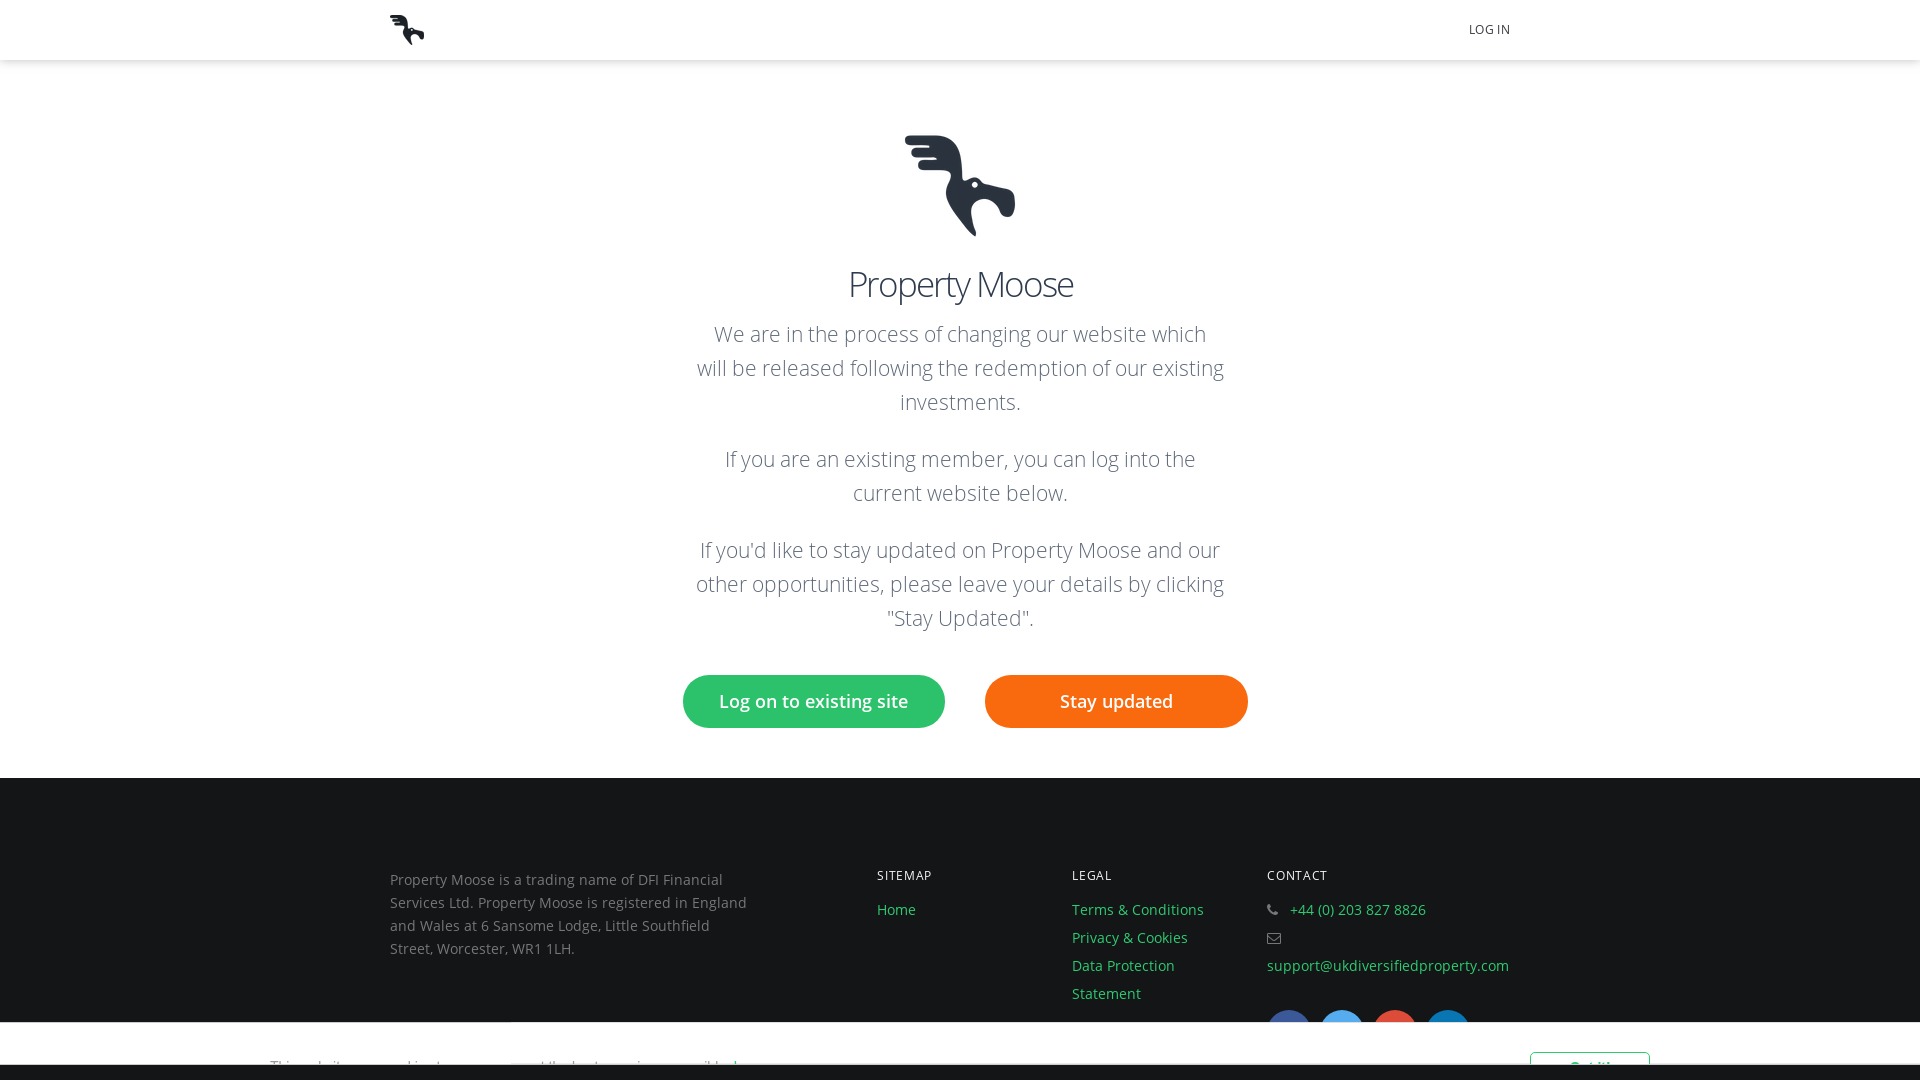 LOG IN
Property Moose
We are in the process of changing our website which
will be released following the redemption of our existing
investments.
If you are an existing member, you can log into the
current website below.
If you'd like to stay updated on Property Moose and our
other opportunities, please leave your details by clicking
"Stay Updated".
Log on to existing site
Stay updated
Property Moose is a trading name of DFI Financial
Services Ltd. Property Moose is registered in England
and Wales at 6 Sansome Lodge, Little Southfield
Street, Worcester, WR1 1LH.
SITEMAP
Home
LEGAL
Terms & Conditions
Privacy & Cookies
Data Protection
Statement
CONTACT
+44 (0) 203 827 8826
support@ukdiversifiedproperty.com